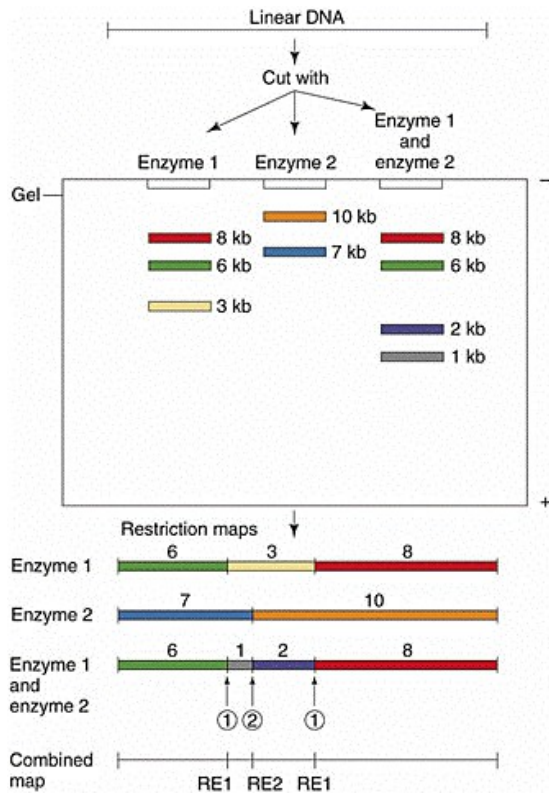 Linear DNA
Cut with
Enzyme 1
and
enzyme 2
Enzyme 1
Enzyme 2
Gel
−
10 kb
8 kb
7 kb
8 kb
6 kb
6 kb
3 kb
2 kb
1 kb
+
Restriction maps
6 3 8
Enzyme 1
7 10
Enzyme 2
6 1 2 8
Enzyme 1
and
enzyme 2
1 2 1
Combined
map
RE1 RE2 RE1